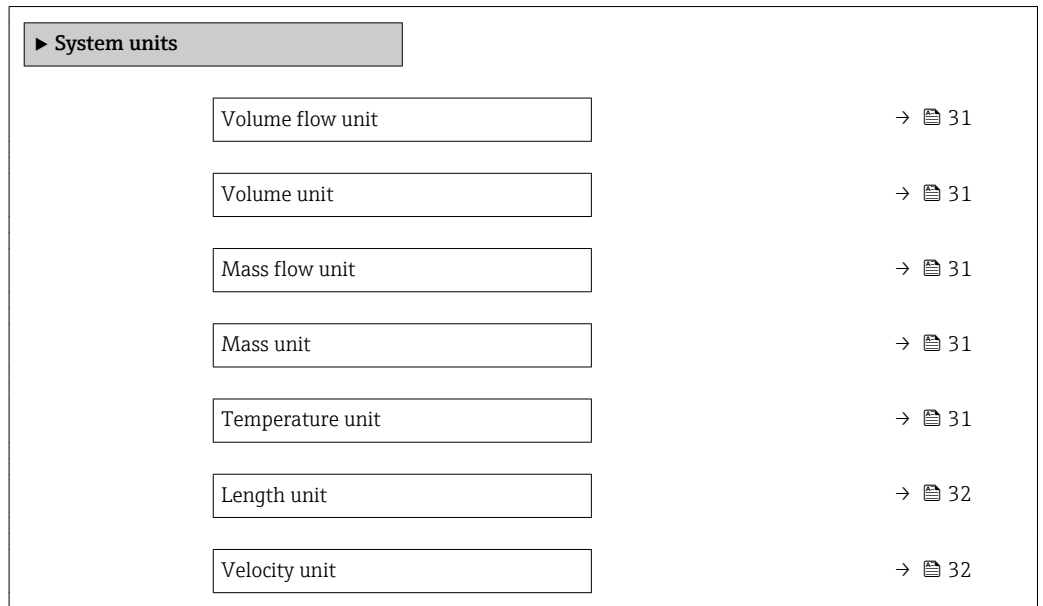 ▶ System units
Volume flow unit → 31
Volume unit → 31
Mass flow unit → 31
Mass unit → 31
Temperature unit → 31
Length unit → 32
Velocity unit → 32